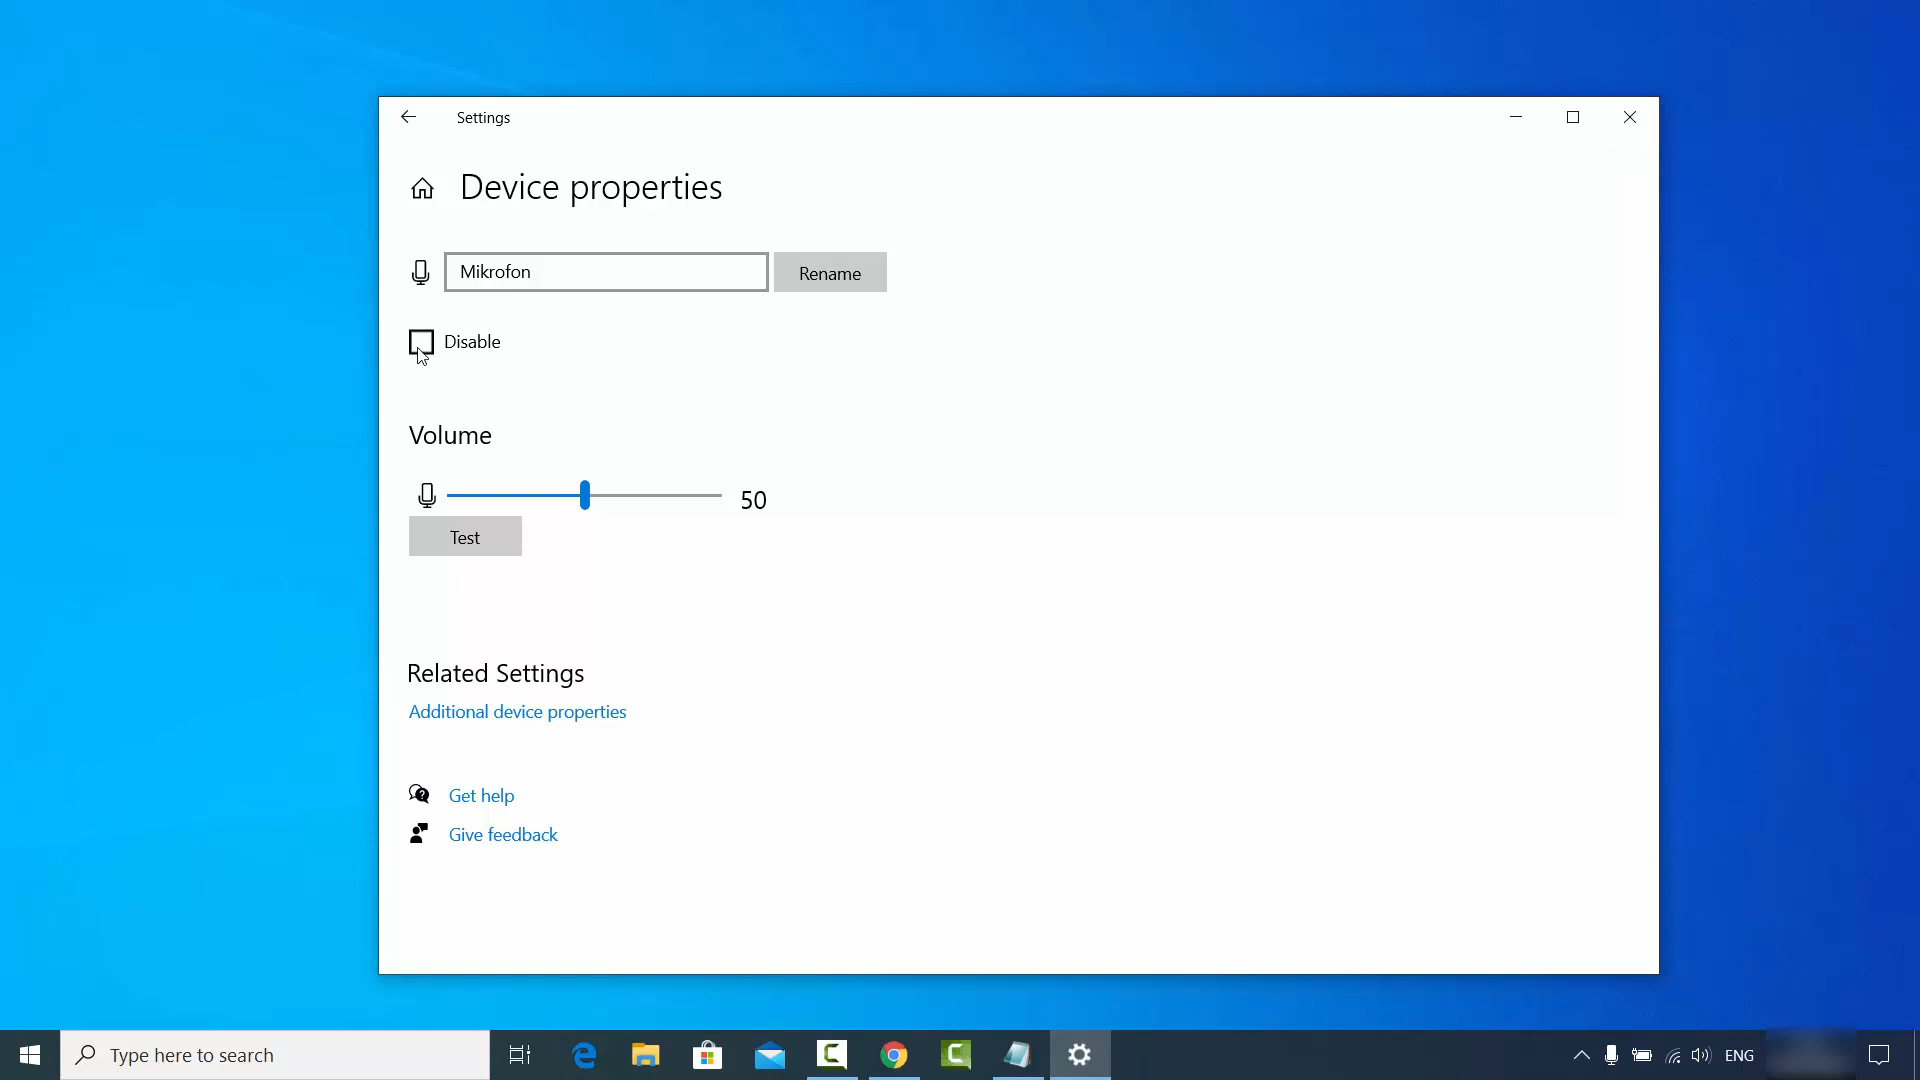 Settings
Device properties
Mikrofon
Rename
Disable
Volume
50
Test
Related Settings
Additional device properties
Get help
Give feedback
Type here to search
ENG